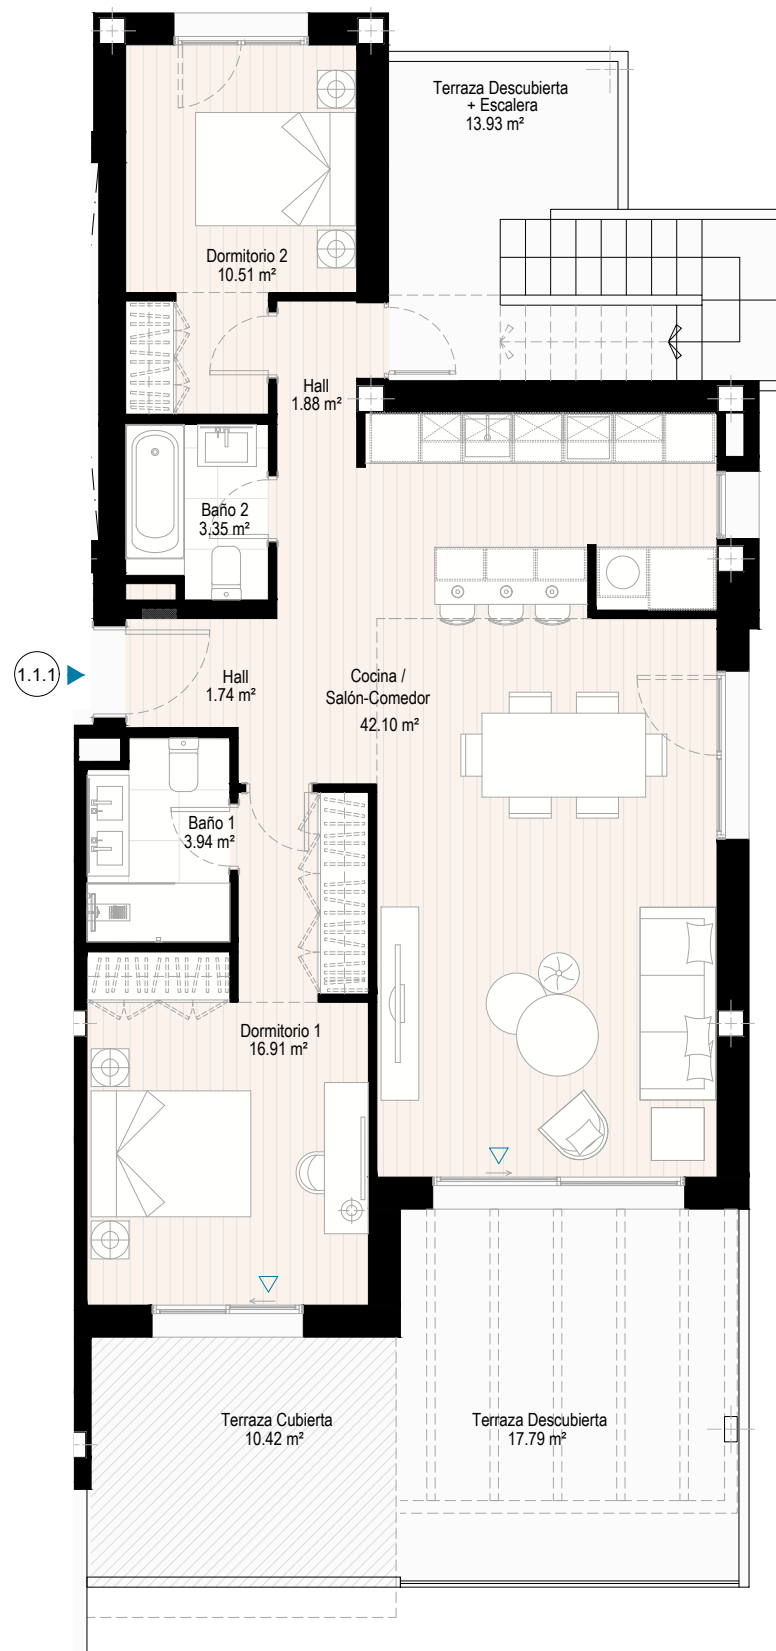 Terraza Descubierta
+ Escalera
13.93 m²
Dormitorio 2
10.51 m²
Hall
1.88 m²
Baño 2
3.35 m²
1.1.1
Hall
1.74 m²
Cocina /
Salón-Comedor
42.10 m²
Baño 1
3.94 m²
Dormitorio 1
16.91 m²
Terraza Cubierta
10.42 m²
Terraza Descubierta
17.79 m²